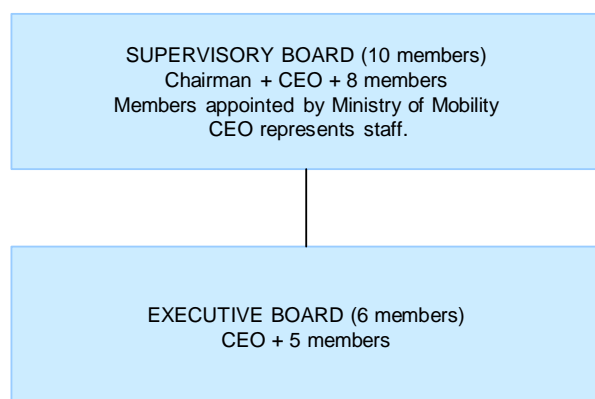 SUPERVISORY BOARD (10 members)
Chairman + CEO + 8 members
Members appointed by Ministry of Mobility
CEO represents staff.
EXECUTIVE BOARD (6 members)
CEO + 5 members